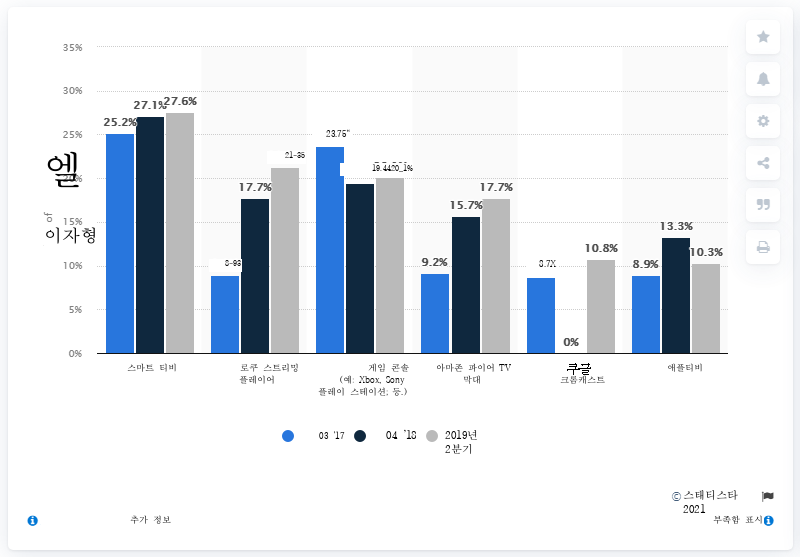 35%
30%
25%
20%
15%
10%
5%
0%
엘
of
이자형
25.2%
27.1%
27.6%
8-93
17.7%
21-35
23.75"
9.2%
15.7%
17.7%
8.7X
0%
10.8%
8.9%
13.3%
10.3%
스마트 티비
로쿠 스트리밍
플레이어
게임 콘솔
(예: Xbox, Sony
플레이 스테이션; 등.)
아마존 파이어 TV
막대
구글
크롬캐스트
애플티비
03 '17
04 '18
2019년
2분기
© 스태티스타
2021
추가 정보
부족함 표시